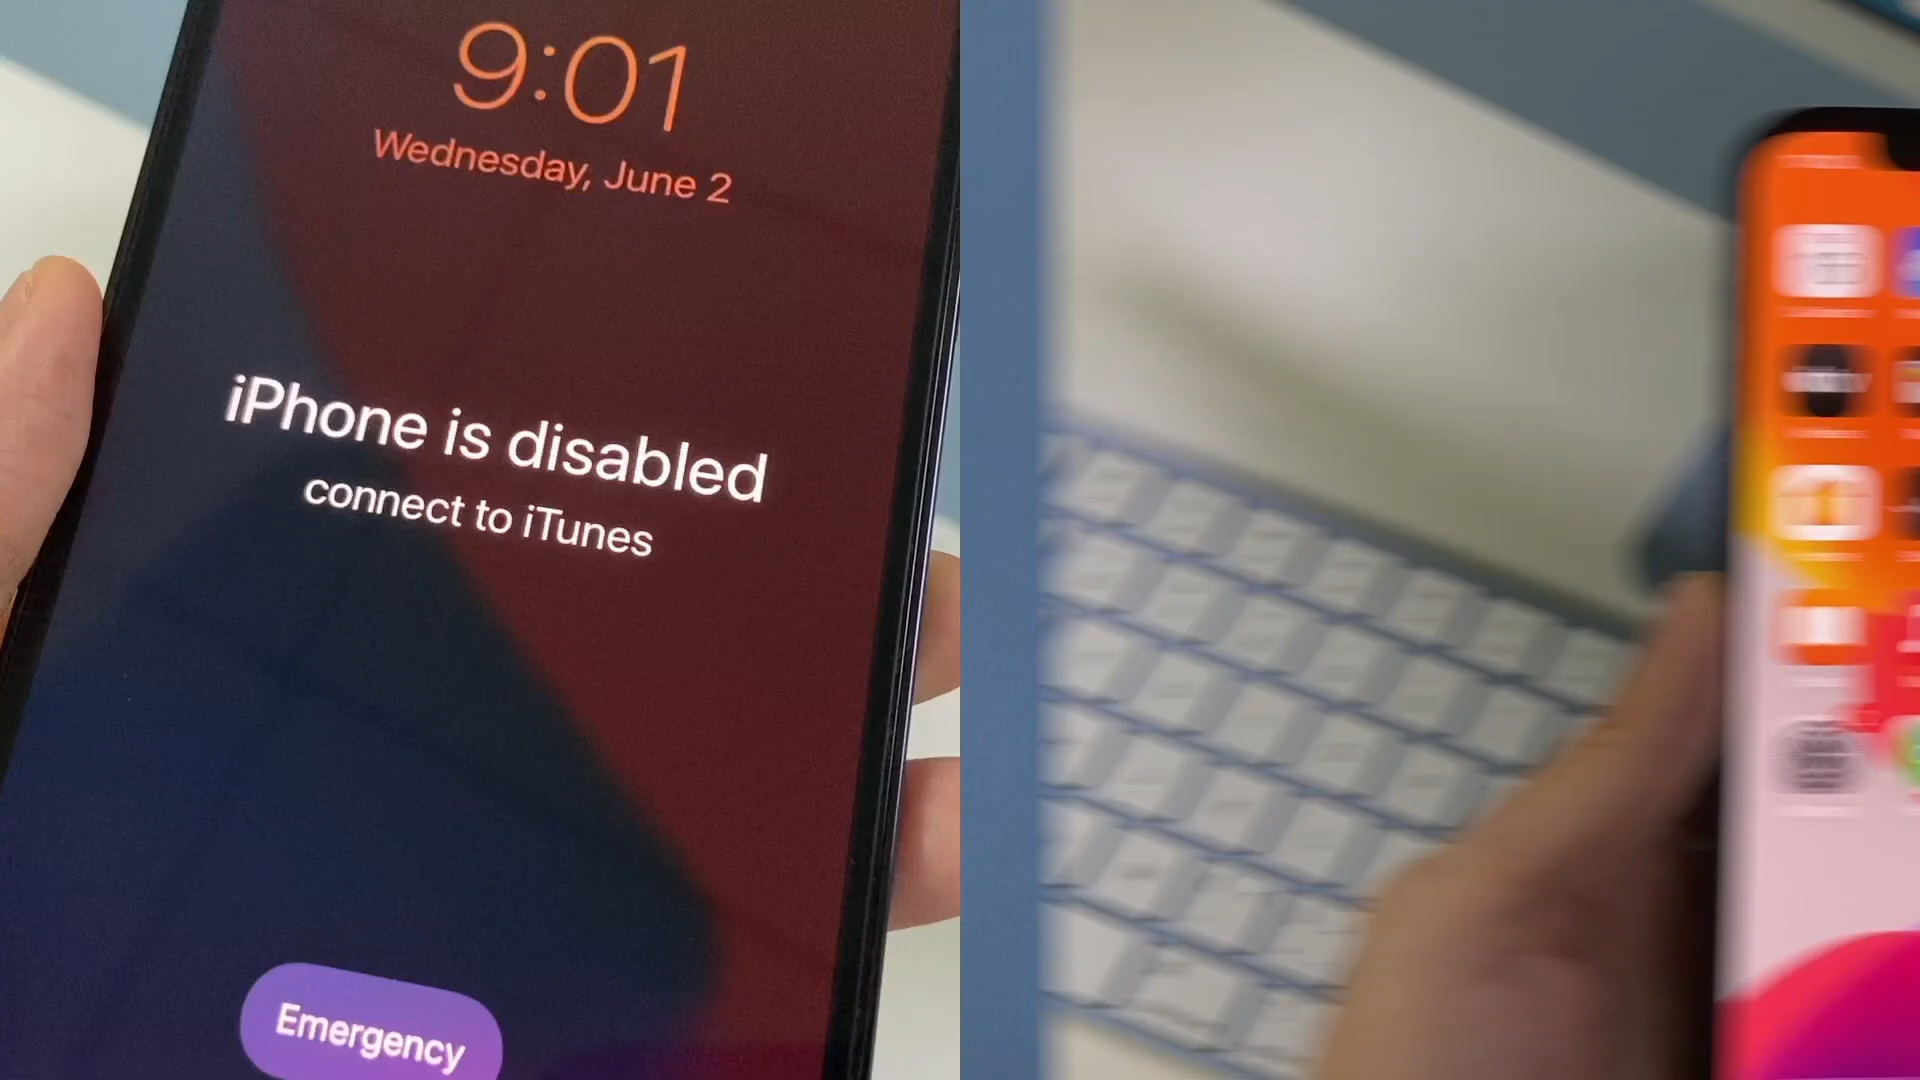 9:01
Wednesday, June 2
iPhone is disabled
connect to iTunes
Emergency